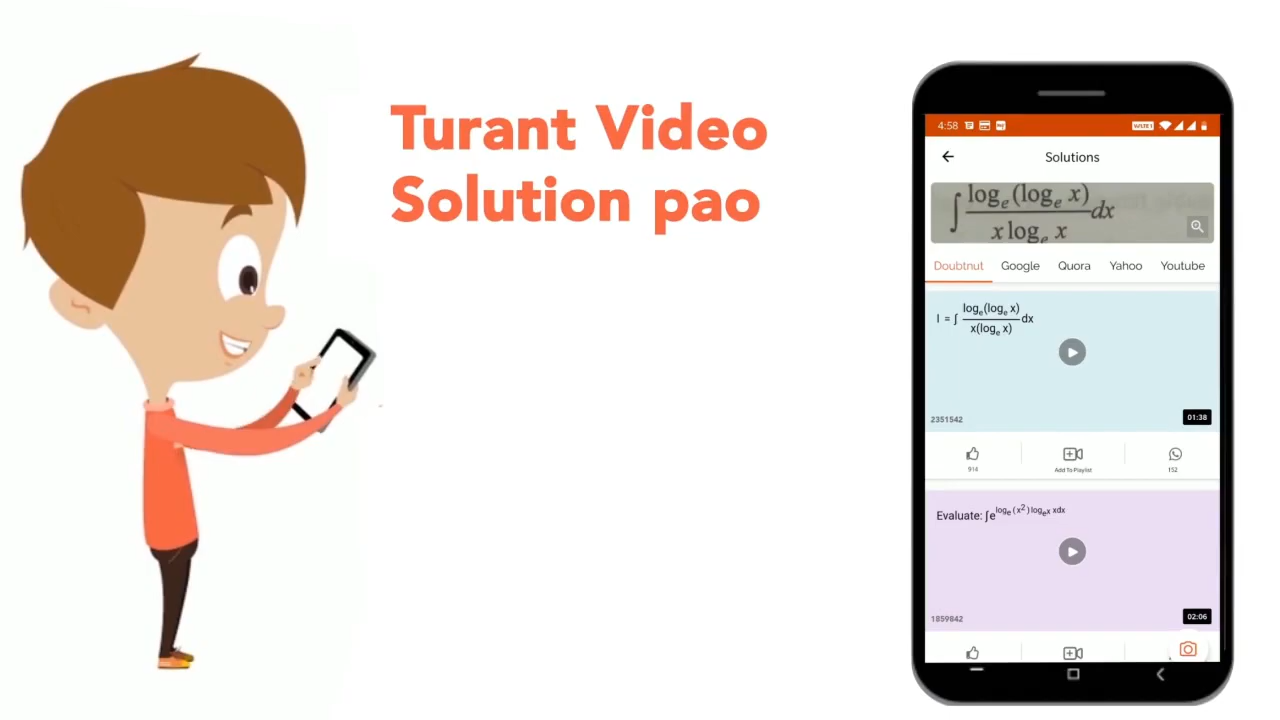 Turant Video
Solution pao
4:58
Solutions
∫ logₑ(logₑ x) / x logₑ x dx
Doubtnut Google Quora Yahoo Youtube
I = ∫ logₑ(logₑ x) / x(logₑ x) dx
2351542 01:38
914 Add To Playlist 152
Evaluate: ∫e^logₑ(x²)logₑx xdx
1859842 02:06